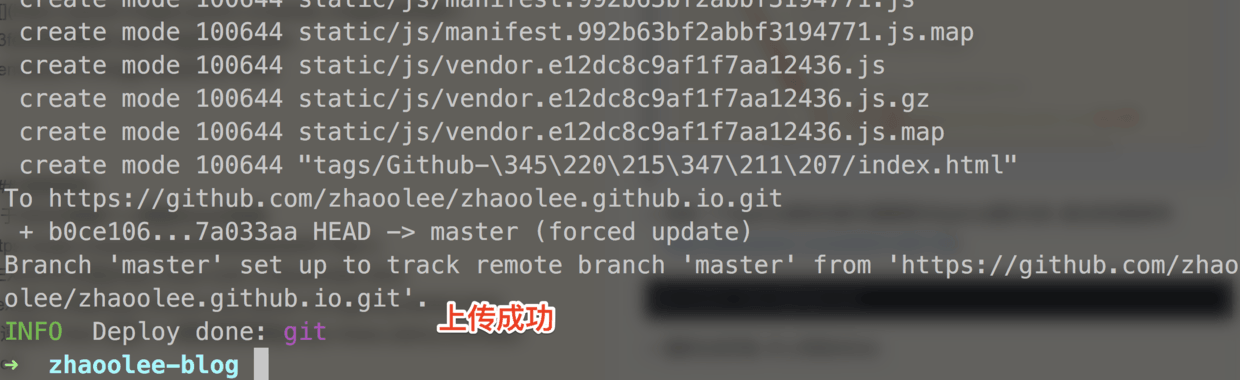 create mode 100644 static/js/manifest.992b63bf2abbf3194771.js
create mode 100644 static/js/manifest.992b63bf2abbf3194771.js.map
create mode 100644 static/js/vendor.e12dc8c9af1f7aa12436.js
create mode 100644 static/js/vendor.e12dc8c9af1f7aa12436.js.gz
create mode 100644 static/js/vendor.e12dc8c9af1f7aa12436.js.map
create mode 100644 "tags/Github-\345\220\215\347\211\207/index.html"
To https://github.com/zhaoolee/zhaoolee.github.io.git
+ b0ce106...7a033aa HEAD -> master (forced update)
Branch 'master' set up to track remote branch 'master' from 'https://github.com/zhao
olee/zhaoolee.github.io.git'.
上传成功
INFO  Deploy done: git
➜  zhaoolee-blog